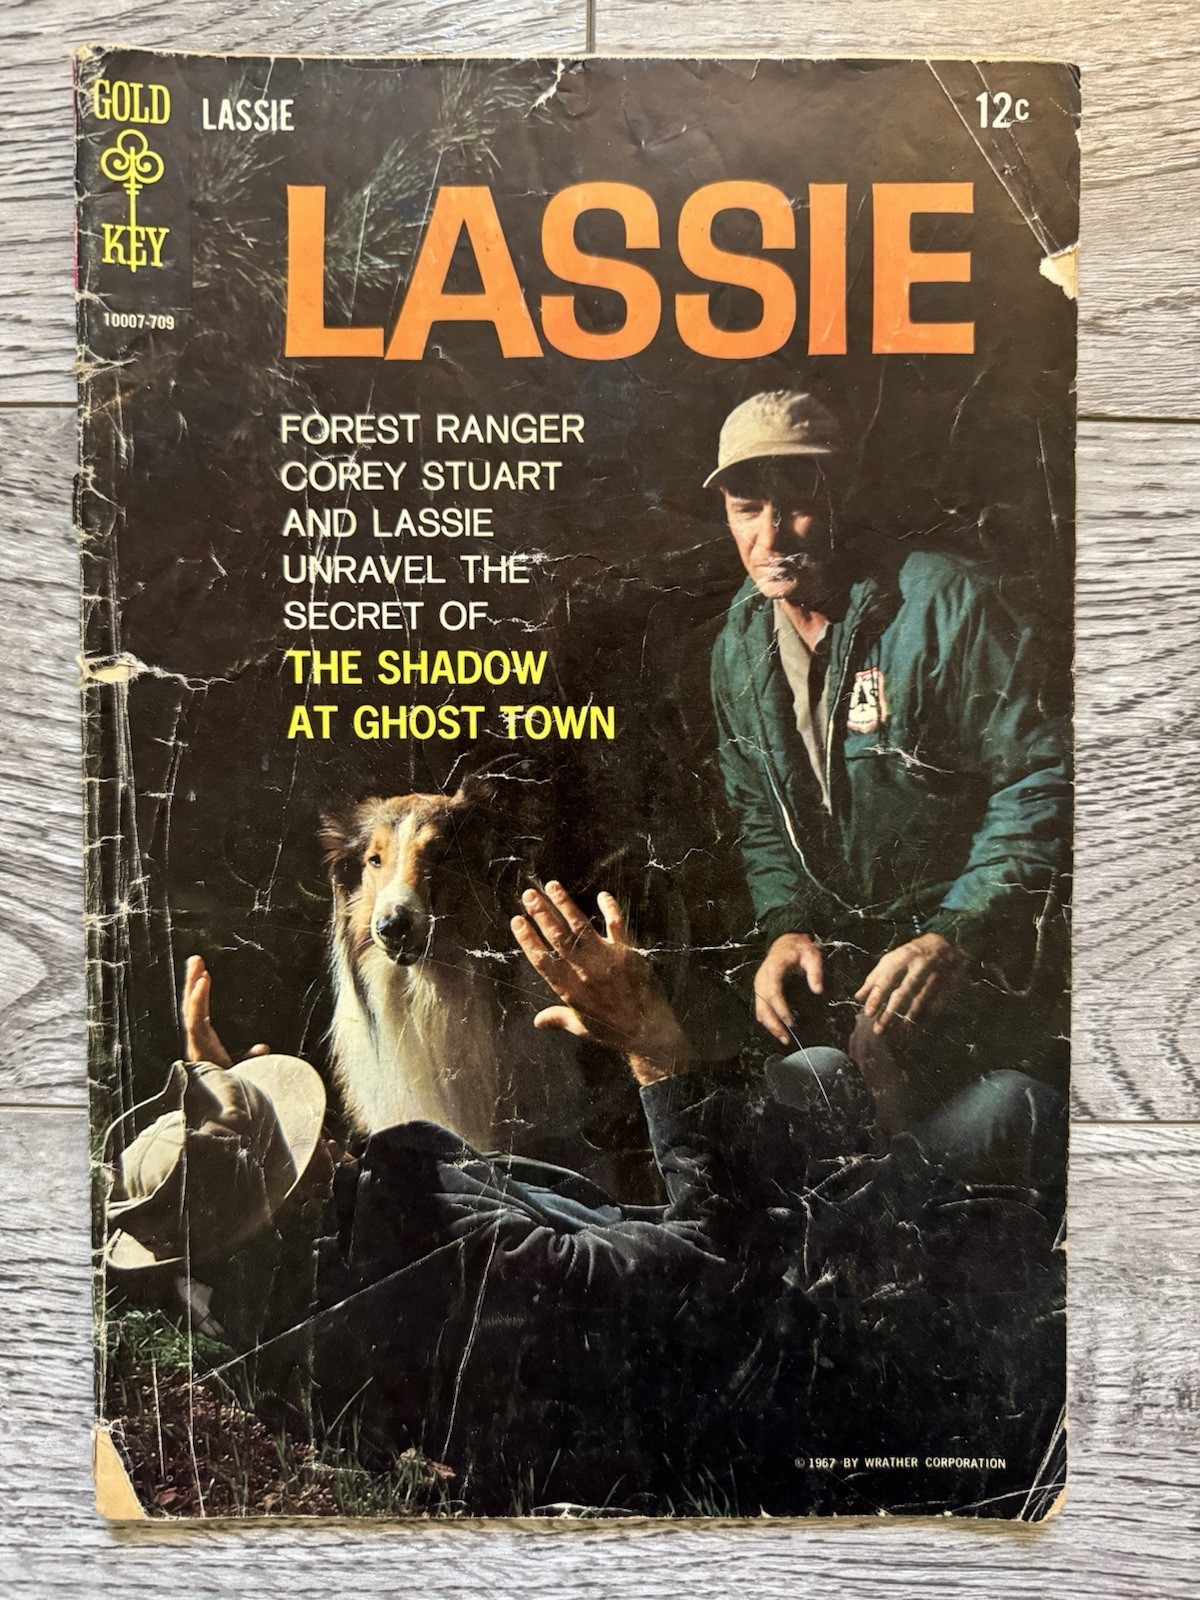 GOLD
KEY
LASSIE
12c
10007-709
LASSIE
FOREST RANGER
COREY STUART
AND LASSIE
UNRAVEL THE
SECRET OF
THE SHADOW
AT GHOST TOWN
© 1967 BY WRATHER CORPORATION